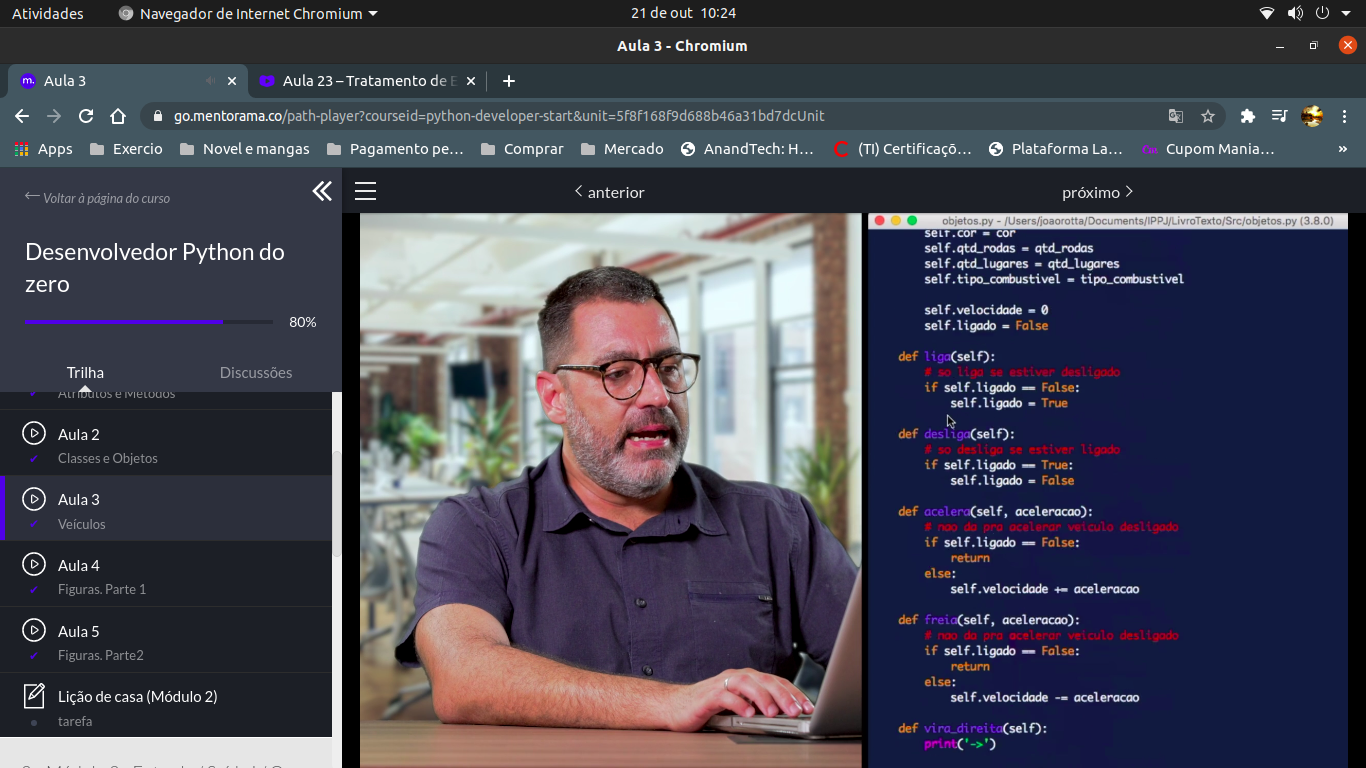 Atividades
Navegador de Internet Chromium
21 de out 10:24
Aula 3 - Chromium
m.
Aula 3
Aula 23 – Tratamento de E
go.mentorama.co/path-player?courseid=python-developer-start&unit=5f8f168f9d688b46a31bd7dcUnit
Apps
Exercio
Novel e mangas
Pagamento pe…
Comprar
Mercado
AnandTech: H…
(TI) Certificaçõ…
Plataforma La…
Cupom Mania…
»
Voltar à página do curso
Desenvolvedor Python do
zero
80%
Trilha
Discussões
Atributos e Métodos
Aula 2
Classes e Objetos
Aula 3
Veículos
Aula 4
Figuras. Parte 1
Aula 5
Figuras. Parte2
Lição de casa (Módulo 2)
tarefa
< anterior
próximo >
objetos.py - /Users/joaorotta/Documents/IPPJ/LivroTexto/Src/objetos.py (3.8.0)
self.cor = cor
self.qtd_rodas = qtd_rodas
self.qtd_lugares = qtd_lugares
self.tipo_combustivel = tipo_combustivel
self.velocidade = 0
self.ligado = False
def liga(self):
# so liga se estiver desligado
if self.ligado == False:
self.ligado = True
def desliga(self):
# so desliga se estiver ligado
if self.ligado == True:
self.ligado = False
def acelera(self, aceleracao):
# nao da pra acelerar veiculo desligado
if self.ligado == False:
return
else:
self.velocidade += aceleracao
def freia(self, aceleracao):
# nao da pra acelerar veiculo desligado
if self.ligado == False:
return
else:
self.velocidade -= aceleracao
def vira_direita(self):
print('->')